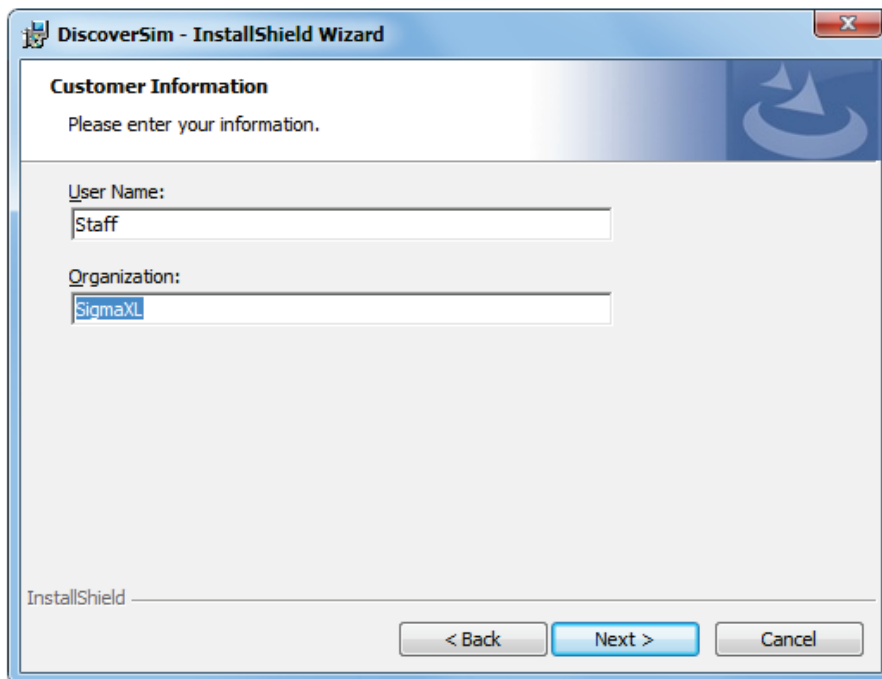 DiscoverSim - InstallShield Wizard
Customer Information
Please enter your information.
User Name:
Staff
Organization:
SigmaXL
InstallShield
< Back Next > Cancel